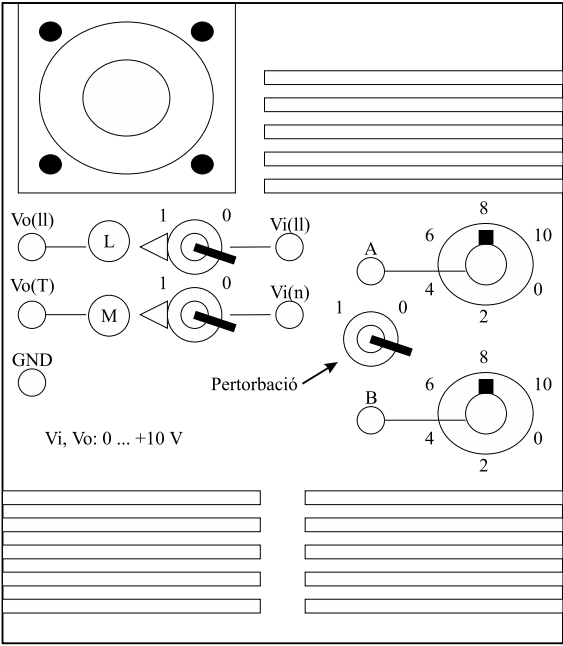 8
6 10
A
4 0
2
1 0
Vo(ll) L Vi(ll)
1 0
Vo(T) M Vi(n)
1 0
GND
Pertorbació
8
6 10
B
4 0
2
Vi, Vo: 0 ... +10 V